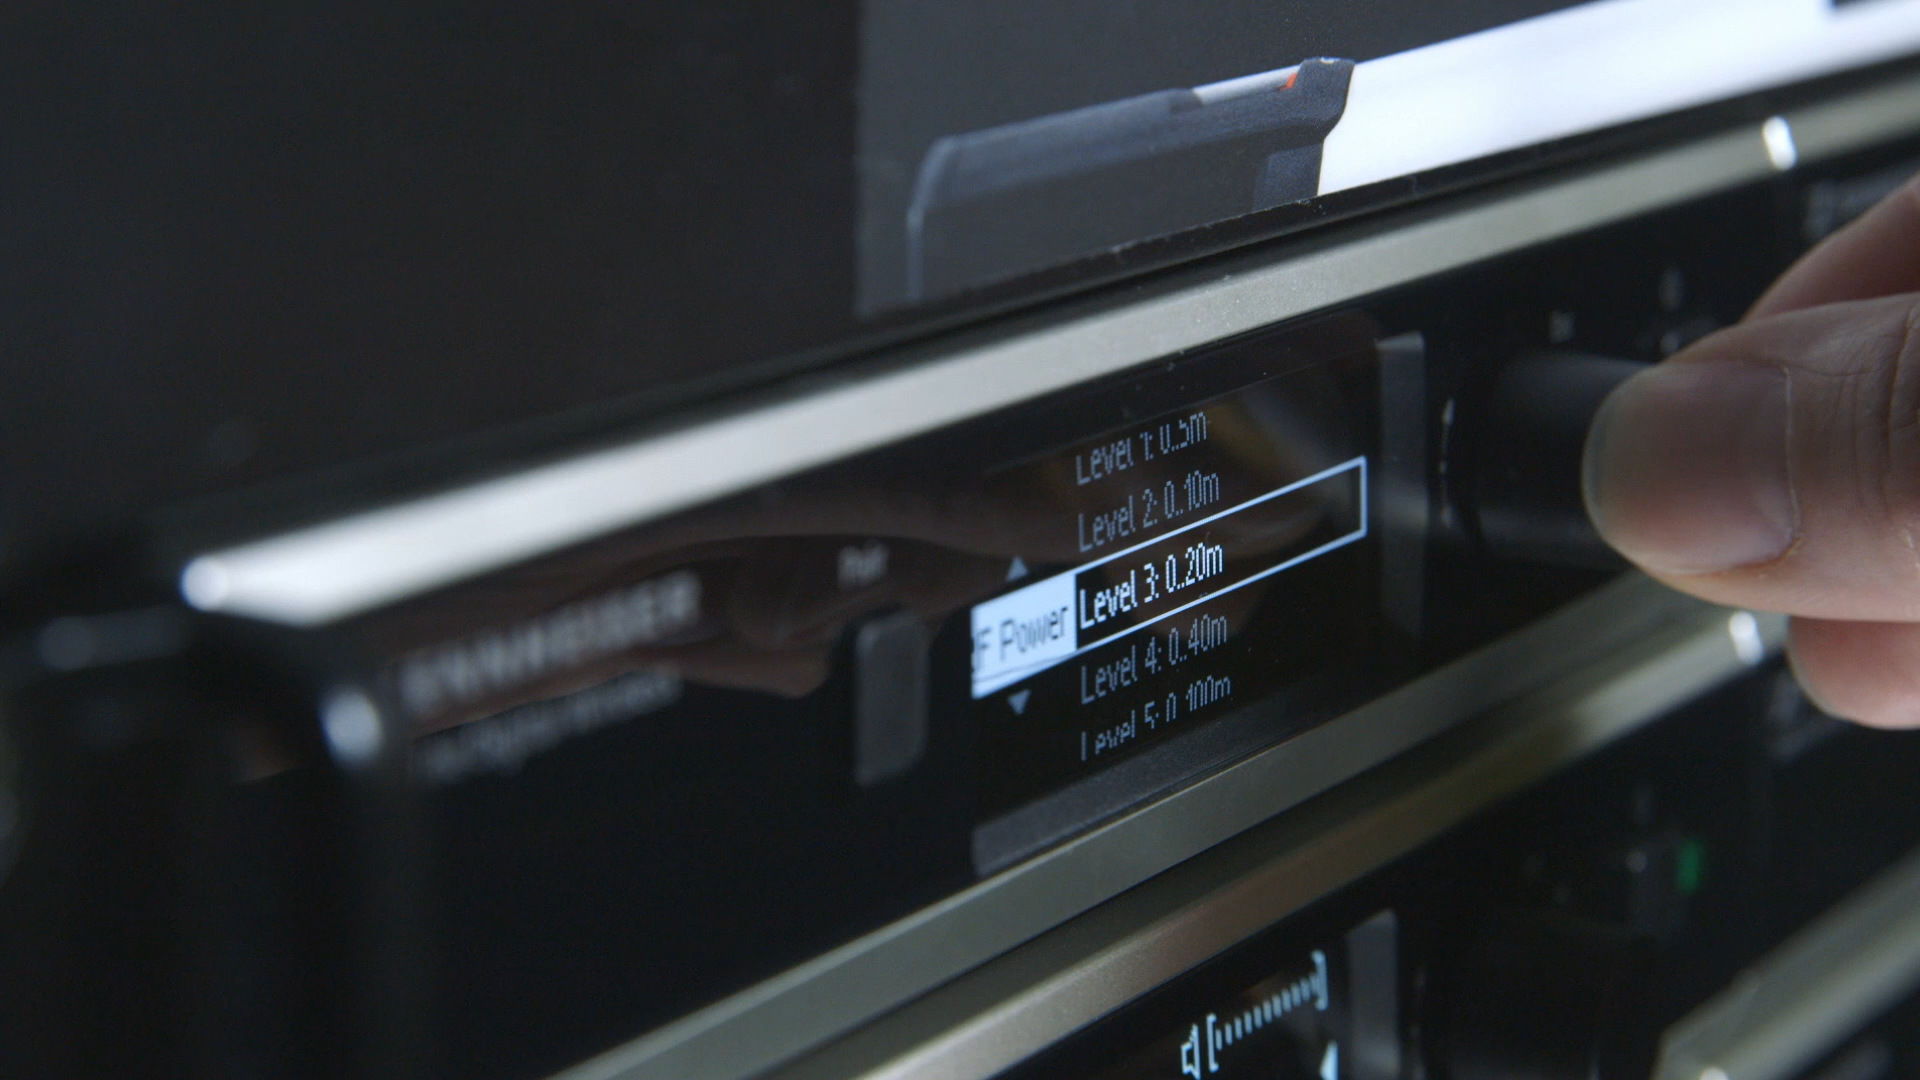 Level 1: 0..5m
Level 2: 0..10m
Level 3: 0..20m
F Power
Level 4: 0..40m
Level 5: 0 100m
Pair
SENNHEISER